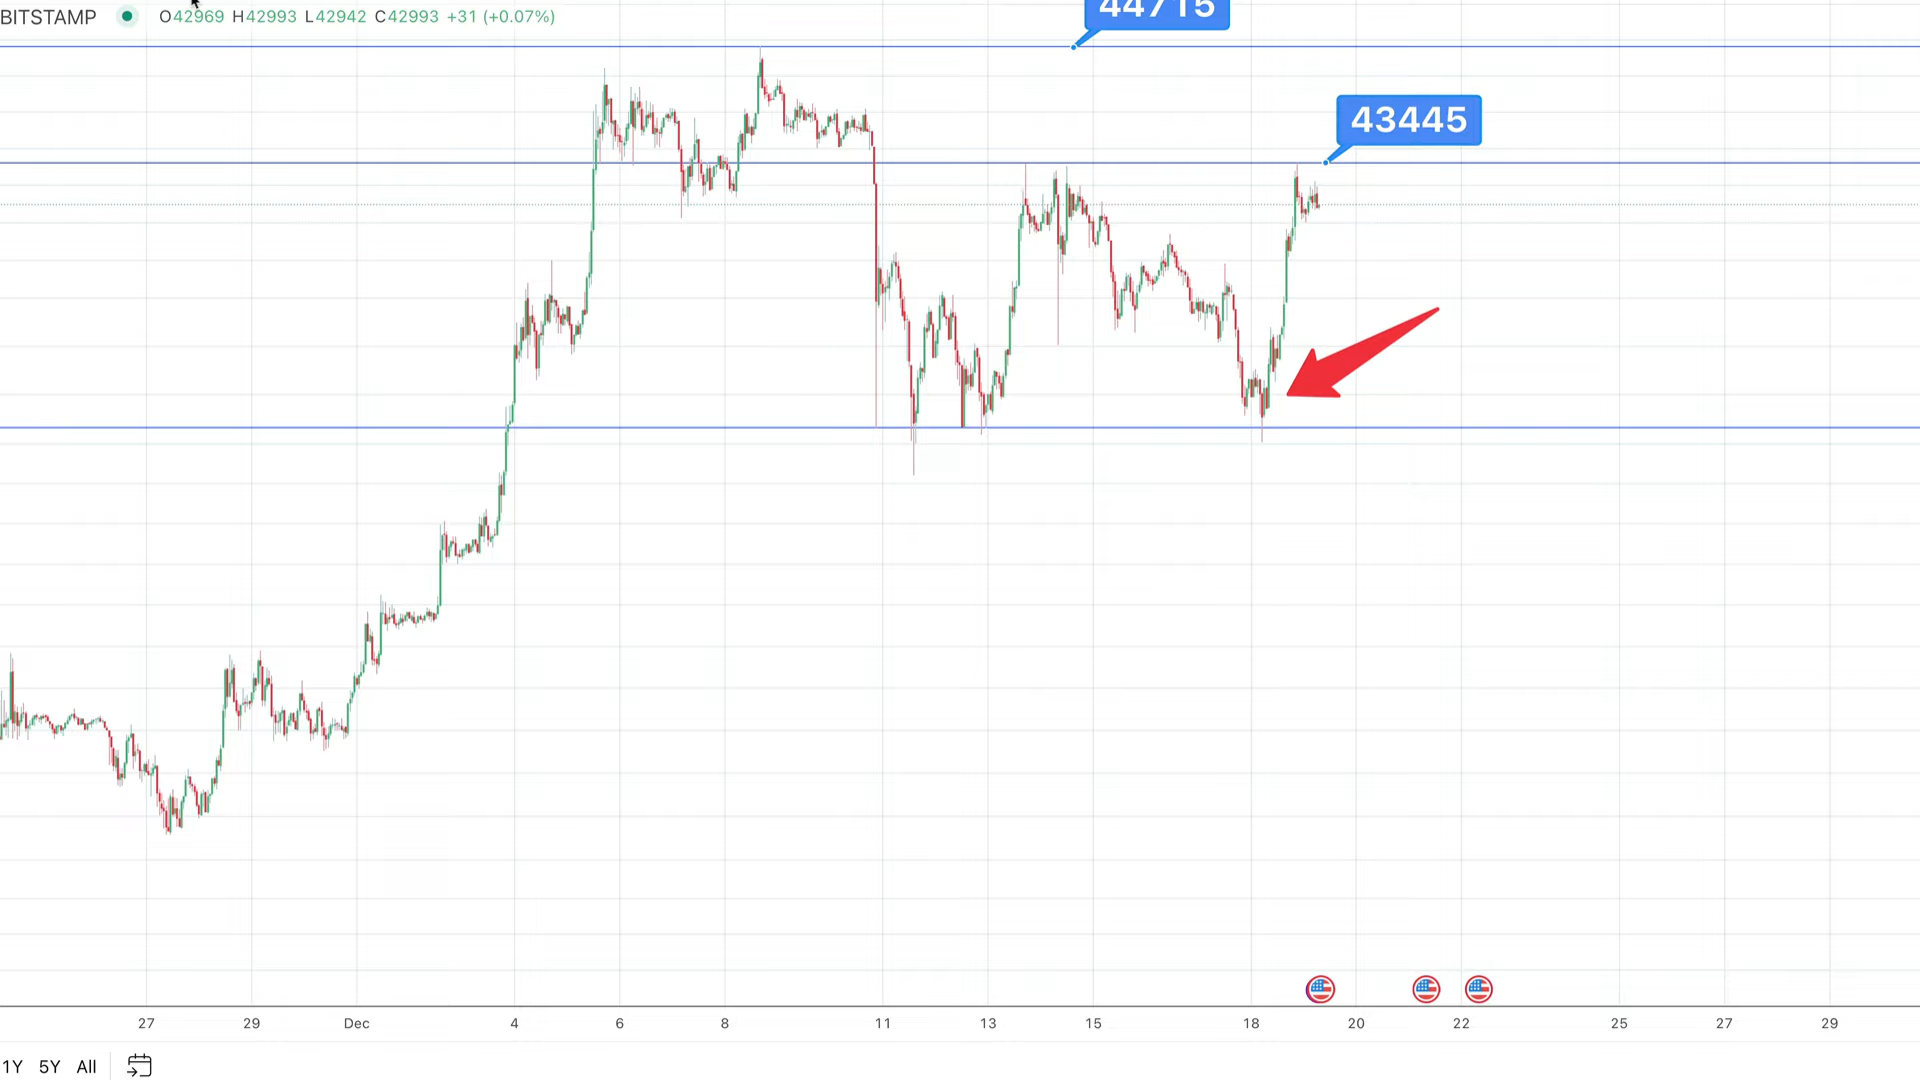 BITSTAMP O42969 H42993 L42942 C42993 +31 (+0.07%)
44715
43445
27 29 Dec 4 6 8 11 13 15 18 20 22 25 27 29
1Y 5Y All